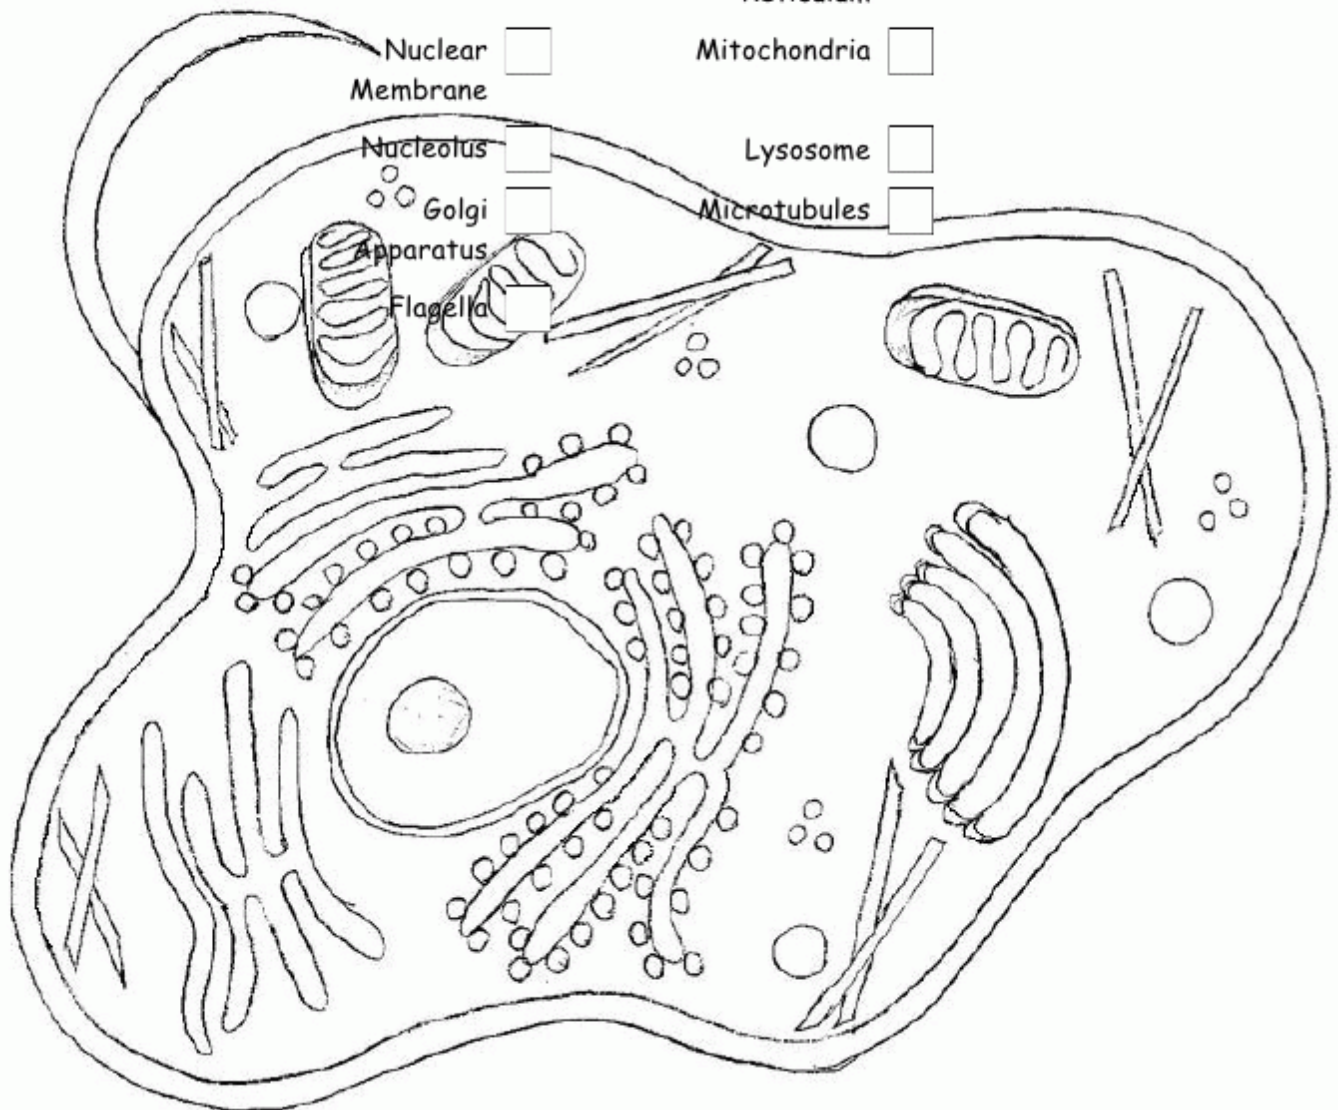 Nuclear
Membrane
Mitochondria
Nucleolus
Lysosome
Golgi
Apparatus
Microtubules
Flagella